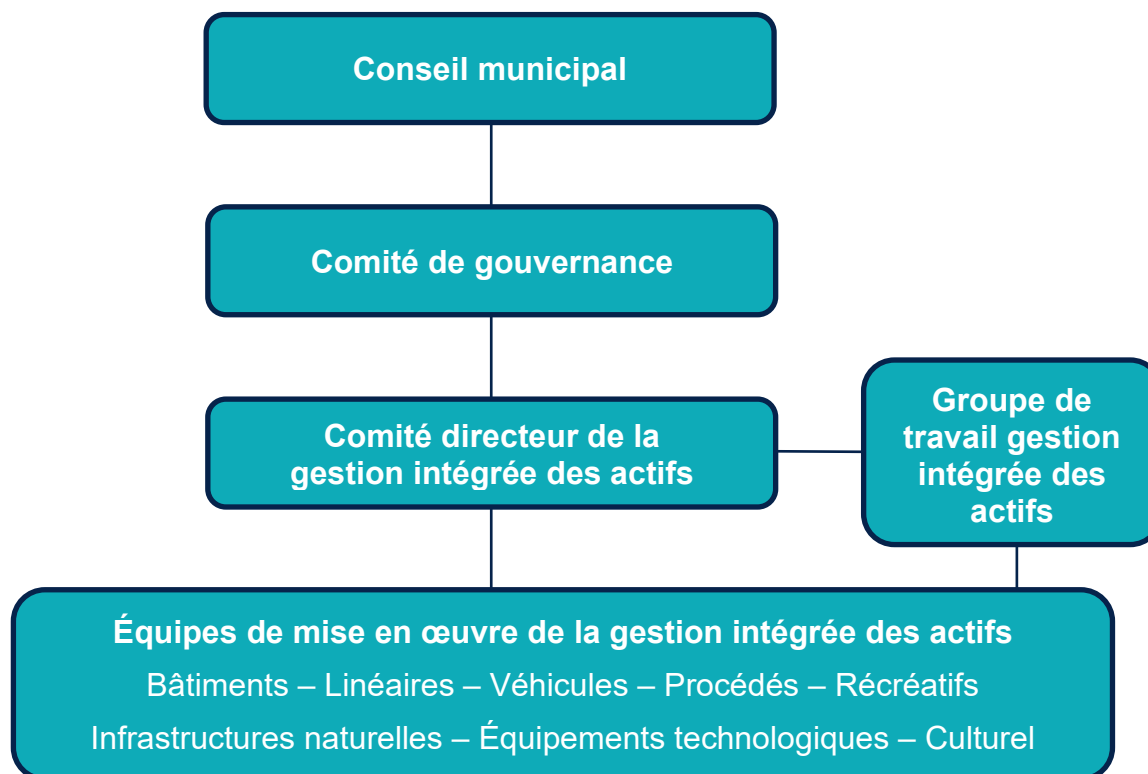 Conseil municipal
Comité de gouvernance
Comité directeur de la
gestion intégrée des actifs
Groupe de
travail gestion
intégrée des
actifs
Équipes de mise en œuvre de la gestion intégrée des actifs
Bâtiments – Linéaires – Véhicules – Procédés – Récréatifs
Infrastructures naturelles – Équipements technologiques – Culturel